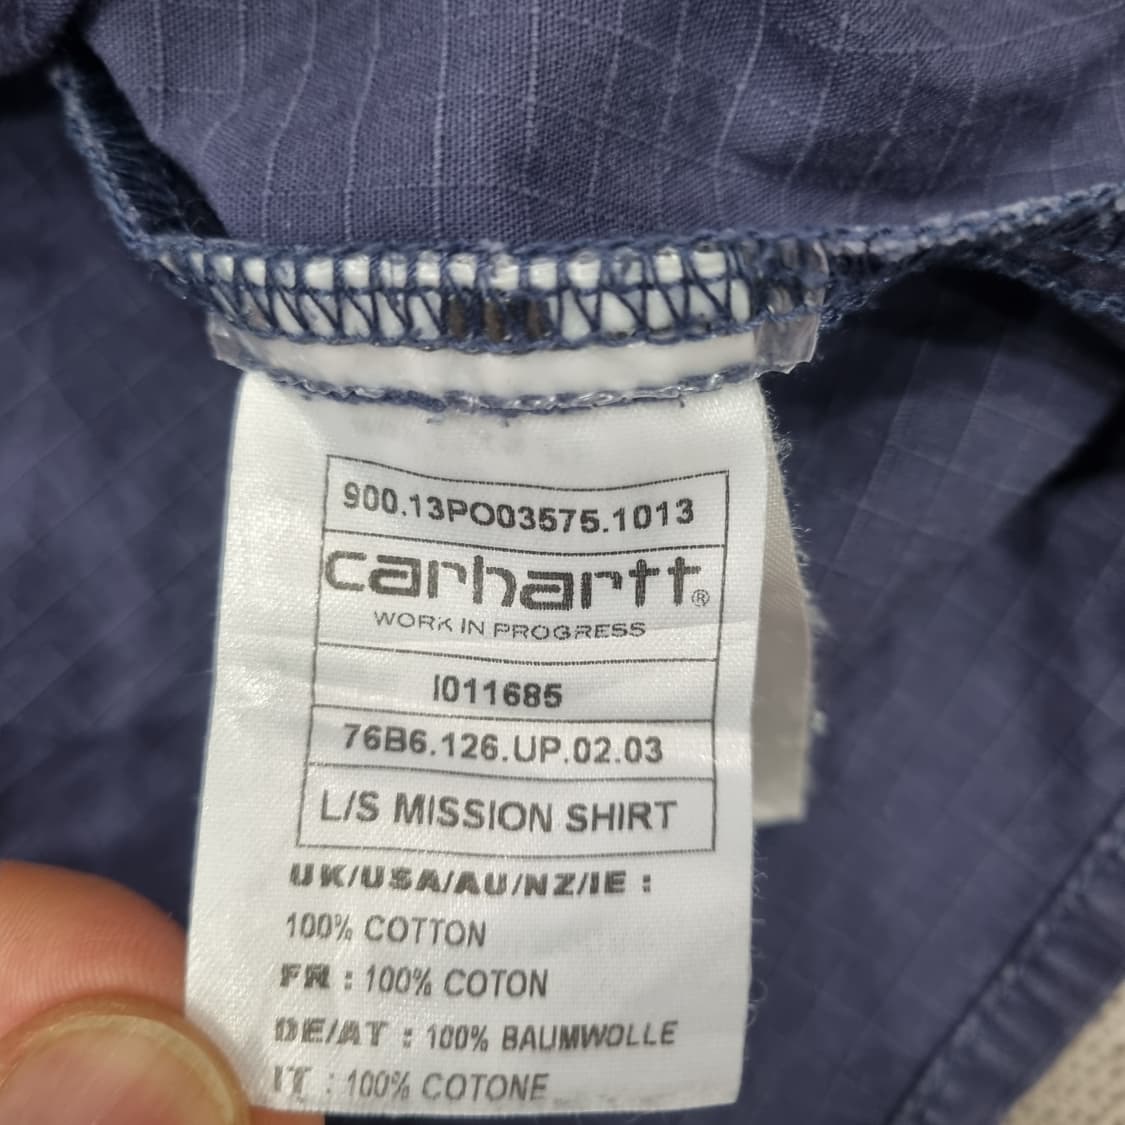 900.13PO03575.1013
carhartt®
WORK IN PROGRESS
I011685
76B6.126.UP.02.03
L/S MISSION SHIRT
UK/USA/AU/NZ/IE :
100% COTTON
FR : 100% COTON
DE/AT : 100% BAUMWOLLE
IT : 100% COTONE